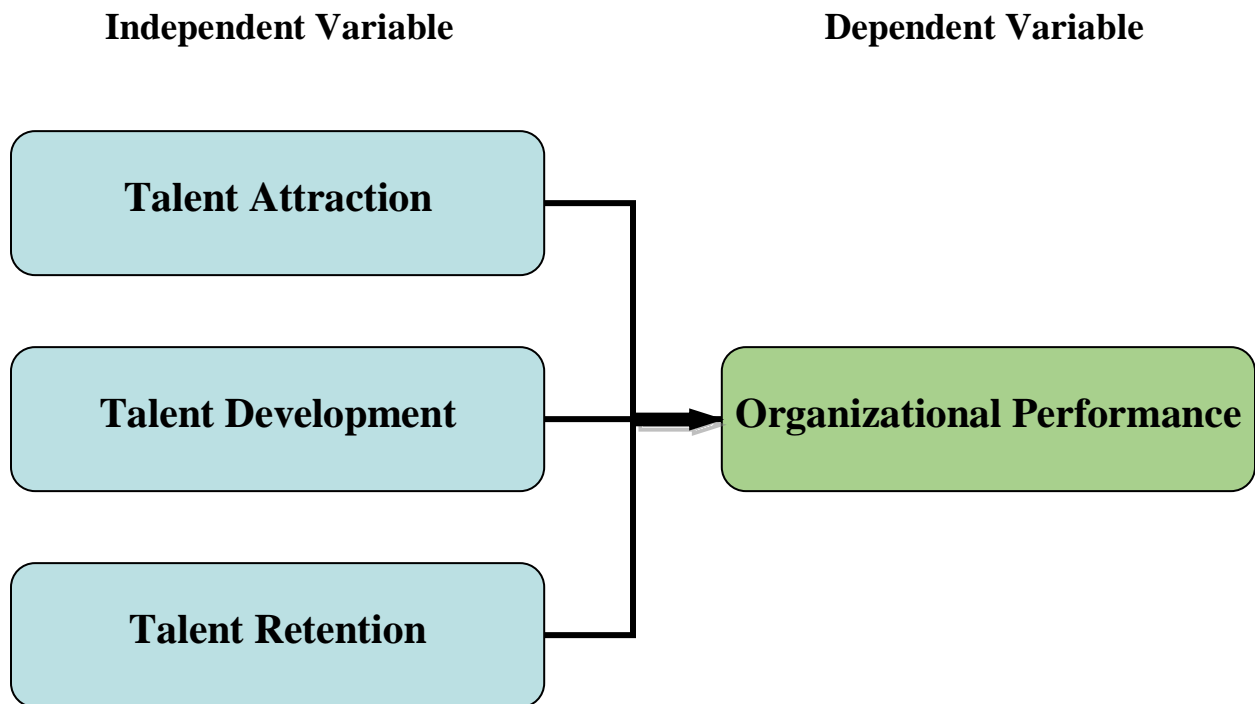 Independent Variable
Dependent Variable
Talent Attraction
Talent Development
Organizational Performance
Talent Retention